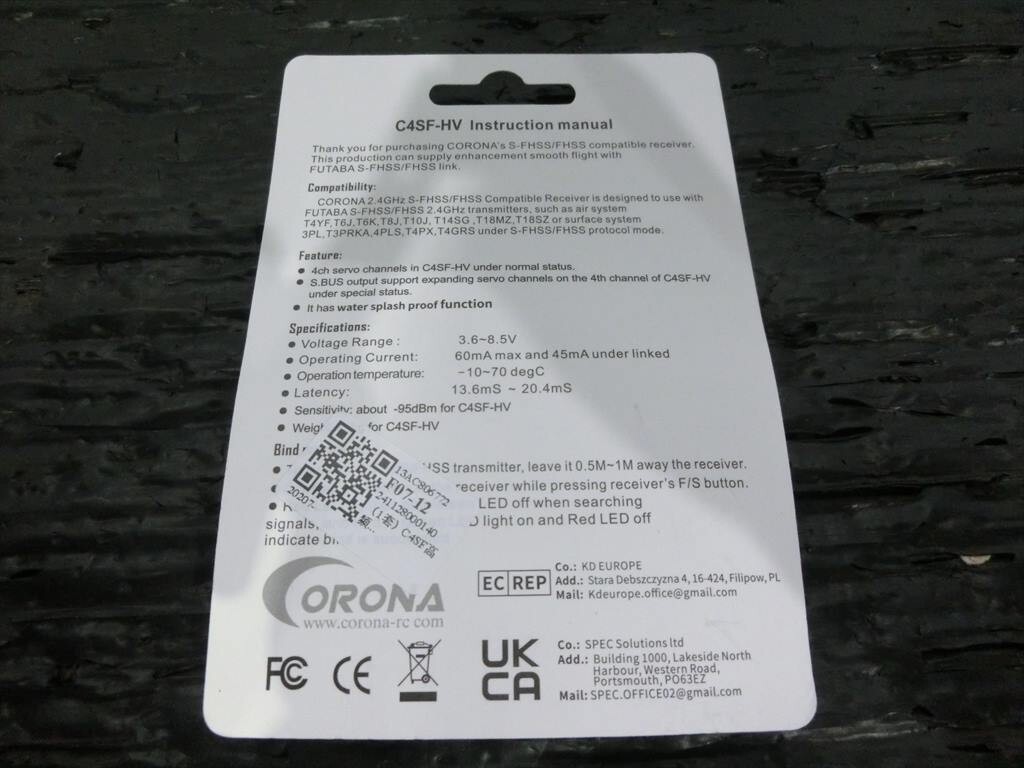 C4SF-HV Instruction manual
Thank you for purchasing CORONA's S-FHSS/FHSS compatible receiver.
This production can supply enhancement smooth flight with
FUTABA S-FHSS/FHSS link.
Compatibility:
CORONA 2.4GHz S-FHSS/FHSS Compatible Receiver is designed to use with
FUTABA S-FHSS/FHSS 2.4GHz transmitters, such as air system
T4YF,T6J,T6K,T8J,T10J, T14SG ,T18MZ,T18SZ or surface system
3PL,T3PRKA,4PLS,T4PX,T4GRS under S-FHSS/FHSS protocol mode.
Feature:
● 4ch servo channels in C4SF-HV under normal status.
● S.BUS output support expanding servo channels on the 4th channel of C4SF-HV
under special status.
● It has water splash proof function
Specifications:
● Voltage Range : 3.6~8.5V
● Operating Current: 60mA max and 45mA under linked
● Operation temperature: −10~70 degC
● Latency: 13.6mS ~ 20.4mS
● Sensitivity: about -95dBm for C4SF-HV
● Weigh for C4SF-HV
Bind
HSS transmitter, leave it 0.5M~1M away the receiver.
receiver while pressing receiver's F/S button.
LED off when searching
signals, light on and Red LED off
indicate
13AC806772
F07-12
241128000140
(1套) C4SF高
CORONA
www.corona-rc com
EC REP
Co.: KD EUROPE
Add.: Stara Debszczyzna 4, 16-424, Filipow, PL
Mail: Kdeurope.office@gmail.com
FC CE
UK
CA
Co.: SPEC Solutions ltd
Add.: Building 1000, Lakeside North
Harbour, Western Road,
Portsmouth, PO63EZ
Mail: SPEC.OFFICE02@gmail.com